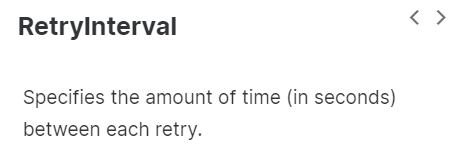 RetryInterval
Specifies the amount of time (in seconds)
between each retry.